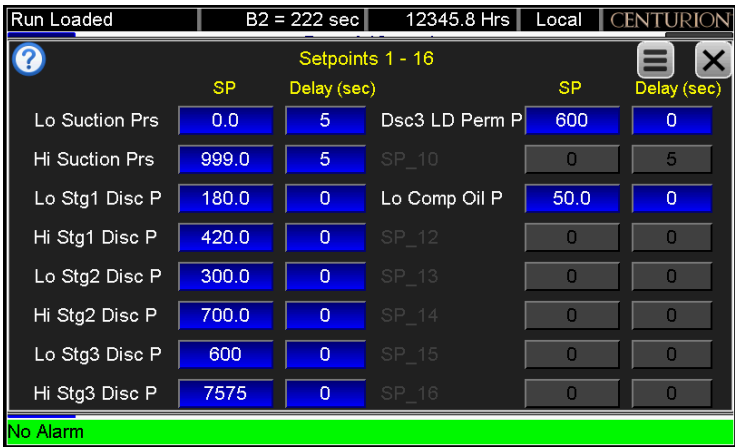 Run Loaded B2 = 222 sec 12345.8 Hrs Local CENTURION
? Setpoints 1 - 16
SP Delay (sec) SP Delay (sec)
Lo Suction Prs 0.0 5 Dsc3 LD Perm P 600 0
Hi Suction Prs 999.0 5 SP_10 0 5
Lo Stg1 Disc P 180.0 0 Lo Comp Oil P 50.0 0
Hi Stg1 Disc P 420.0 0 SP_12 0 0
Lo Stg2 Disc P 300.0 0 SP_13 0 0
Hi Stg2 Disc P 700.0 0 SP_14 0 0
Lo Stg3 Disc P 600 0 SP_15 0 0
Hi Stg3 Disc P 7575 0 SP_16 0 0
No Alarm